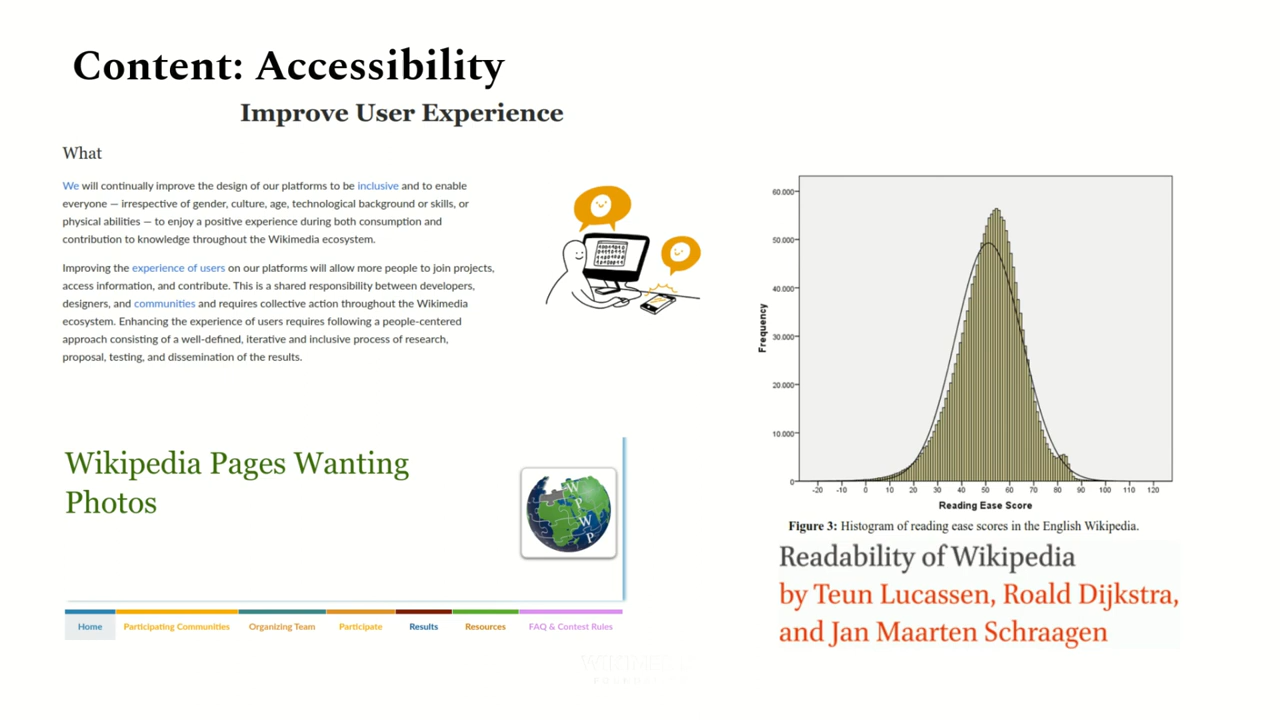 Content: Accessibility
Improve User Experience
What
We will continually improve the design of our platforms to be inclusive and to enable
everyone — irrespective of gender, culture, age, technological background or skills, or
physical abilities — to enjoy a positive experience during both consumption and
contribution to knowledge throughout the Wikimedia ecosystem.
Improving the experience of users on our platforms will allow more people to join projects,
access information, and contribute. This is a shared responsibility between developers,
designers, and communities and requires collective action throughout the Wikimedia
ecosystem. Enhancing the experience of users requires following a people-centered
approach consisting of a well-defined, iterative and inclusive process of research,
proposal, testing, and dissemination of the results.
Wikipedia Pages Wanting
Photos
W
P
W
P
Home Participating Communities Organizing Team Participate Results Resources FAQ & Contest Rules
60.000
50.000
40.000
30.000
20.000
10.000
0
Frequency
-20 -10 0 10 20 30 40 50 60 70 80 90 100 110 120
Reading Ease Score
Figure 3: Histogram of reading ease scores in the English Wikipedia.
Readability of Wikipedia
by Teun Lucassen, Roald Dijkstra,
and Jan Maarten Schraagen